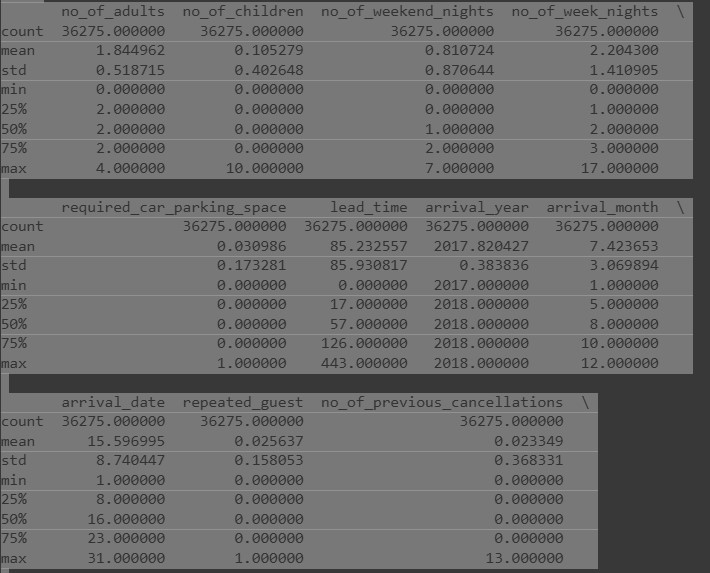 no_of_adults no_of_children no_of_weekend_nights no_of_week_nights \
count 36275.000000 36275.000000 36275.000000 36275.000000
mean 1.844962 0.105279 0.810724 2.204300
std 0.518715 0.402648 0.870644 1.410905
min 0.000000 0.000000 0.000000 0.000000
25% 2.000000 0.000000 0.000000 1.000000
50% 2.000000 0.000000 1.000000 2.000000
75% 2.000000 0.000000 2.000000 3.000000
max 4.000000 10.000000 7.000000 17.000000
required_car_parking_space lead_time arrival_year arrival_month \
count 36275.000000 36275.000000 36275.000000 36275.000000
mean 0.030986 85.232557 2017.820427 7.423653
std 0.173281 85.930817 0.383836 3.069894
min 0.000000 0.000000 2017.000000 1.000000
25% 0.000000 17.000000 2018.000000 5.000000
50% 0.000000 57.000000 2018.000000 8.000000
75% 0.000000 126.000000 2018.000000 10.000000
max 1.000000 443.000000 2018.000000 12.000000
arrival_date repeated_guest no_of_previous_cancellations \
count 36275.000000 36275.000000 36275.000000
mean 15.596995 0.025637 0.023349
std 8.740447 0.158053 0.368331
min 1.000000 0.000000 0.000000
25% 8.000000 0.000000 0.000000
50% 16.000000 0.000000 0.000000
75% 23.000000 0.000000 0.000000
max 31.000000 1.000000 13.000000